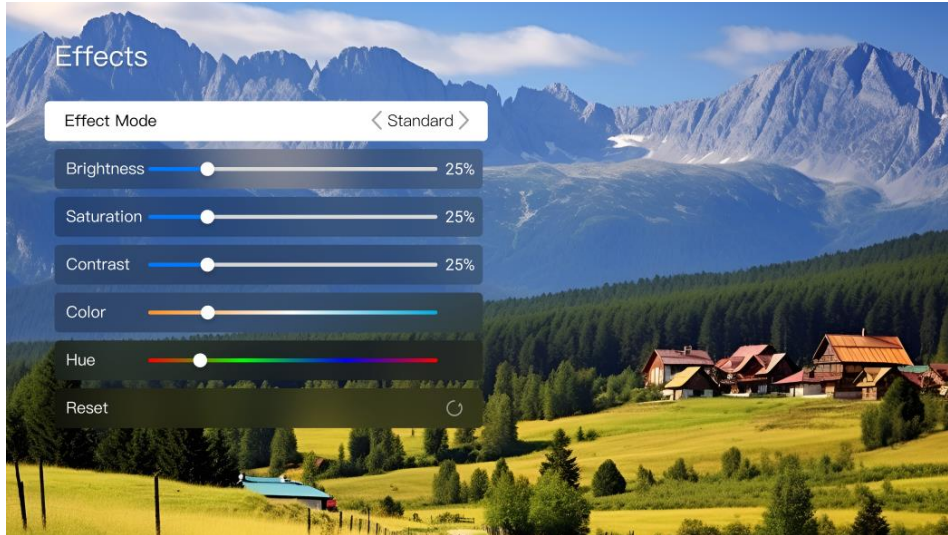 Effects
Effect Mode < Standard >
Brightness 25%
Saturation 25%
Contrast 25%
Color
Hue
Reset